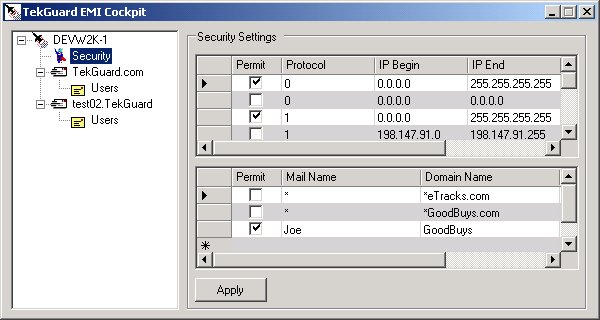 TekGuard EMI Cockpit
DEVW2K-1
Security
TekGuard.com
Users
test02.TekGuard
Users
Security Settings
Permit Protocol IP Begin IP End
0 0.0.0.0 255.255.255.255
0 0.0.0.0 0.0.0.0
1 0.0.0.0 255.255.255.255
1 198.147.91.0 198.147.91.255
Permit Mail Name Domain Name
* *eTracks.com
* *GoodBuys.com
Joe GoodBuys
*
Apply